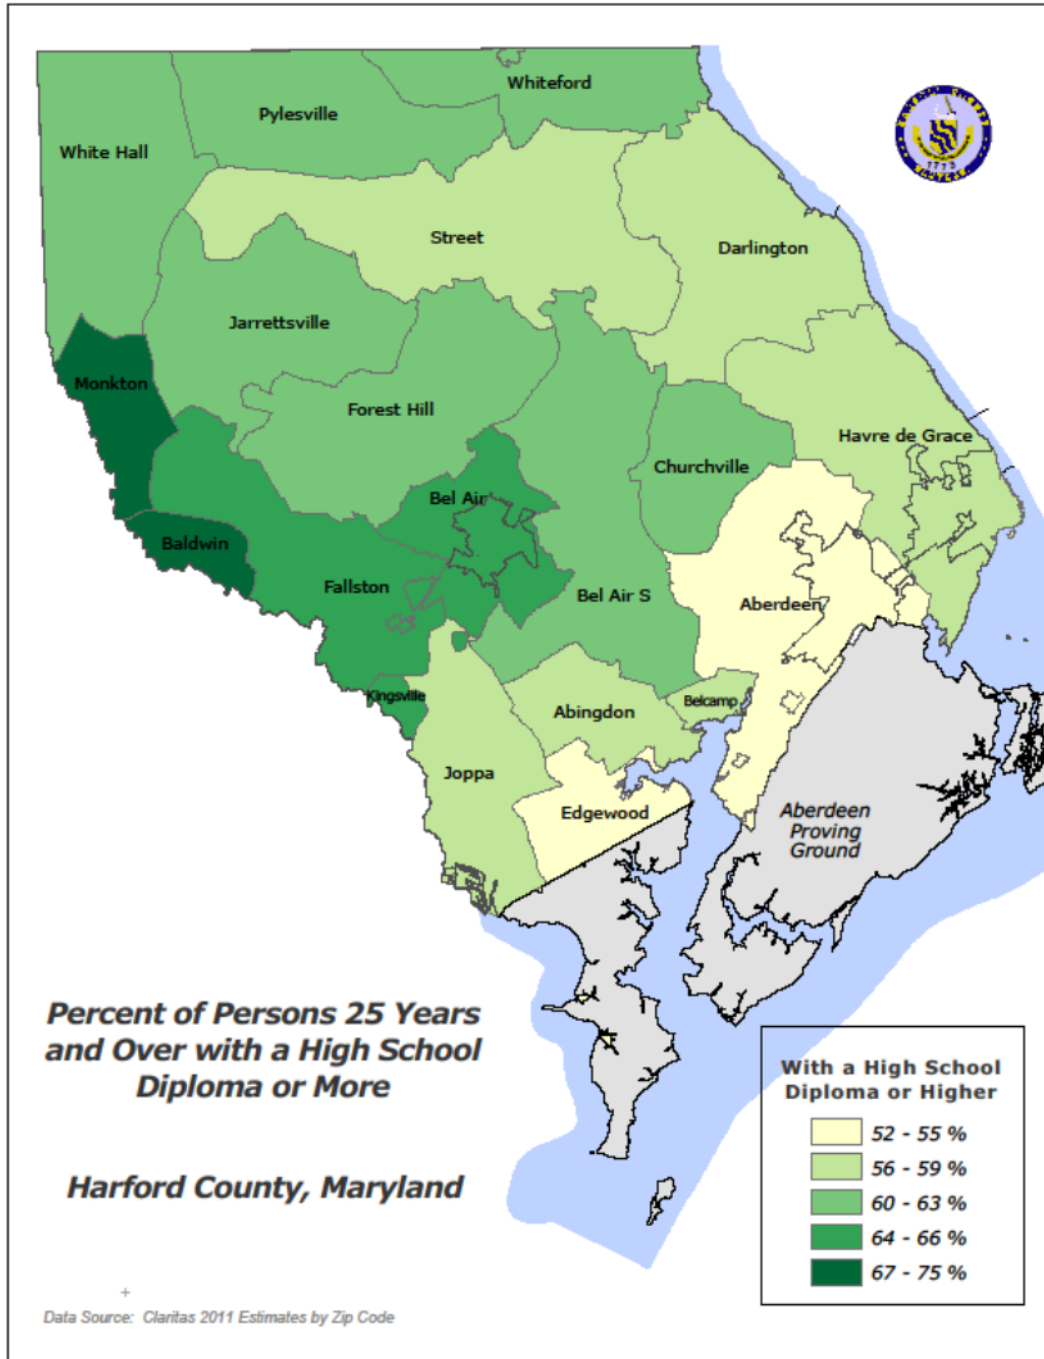 Whiteford
Pylesville
White Hall
Street
Darlington
Jarrettsville
Monkton
Forest Hill
Havre de Grace
Churchville
Bel Air
Baldwin
Fallston
Bel Air S
Aberdeen
Kingsville
Belcamp
Abingdon
Joppa
Edgewood
Aberdeen
Proving
Ground
1773
Percent of Persons 25 Years
and Over with a High School
Diploma or More
Harford County, Maryland
With a High School
Diploma or Higher
52 - 55 %
56 - 59 %
60 - 63 %
64 - 66 %
67 - 75 %
Data Source: Claritas 2011 Estimates by Zip Code